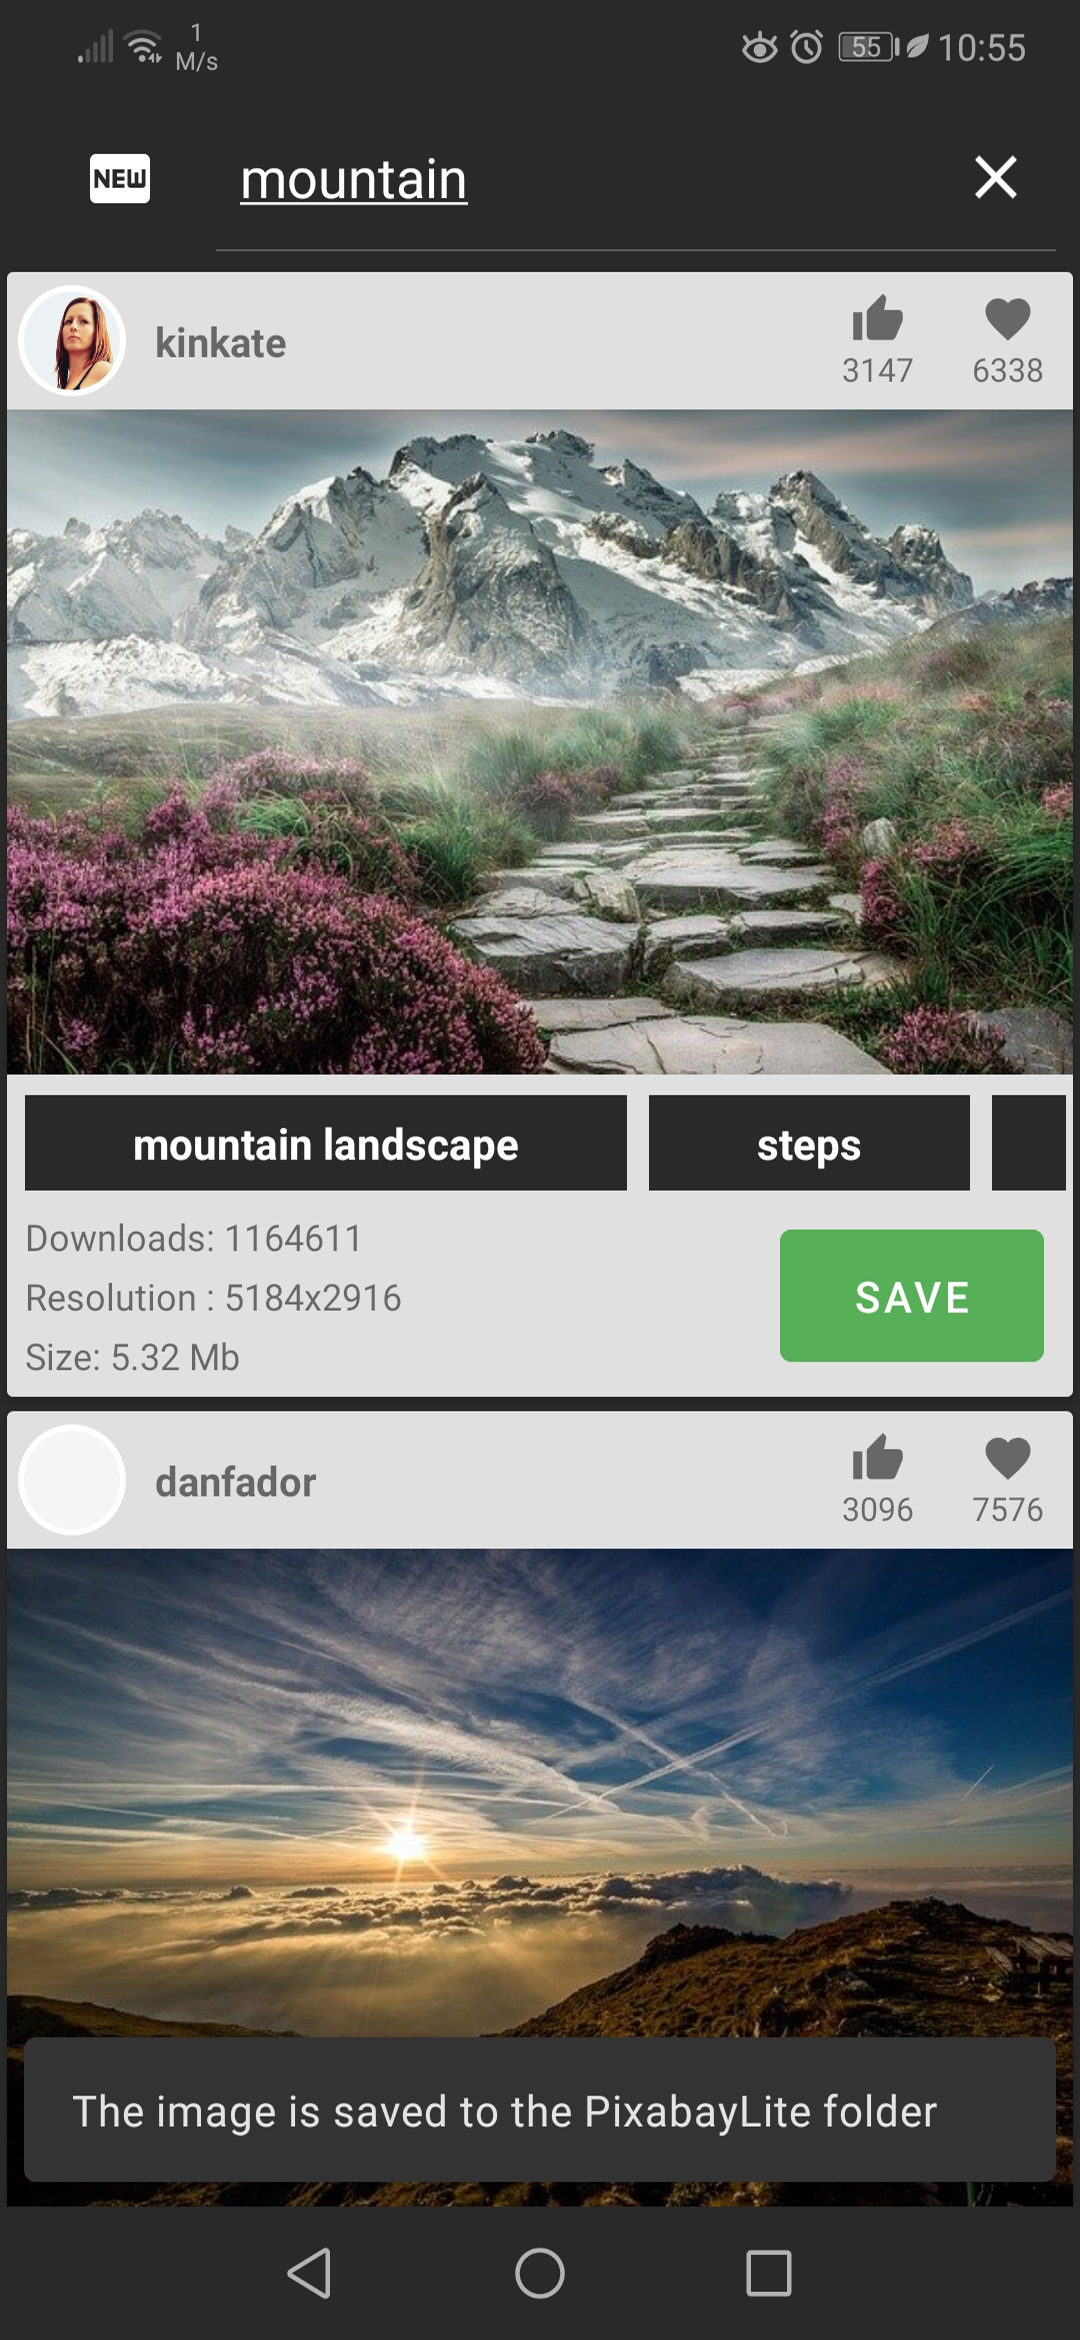 1
M/s
55
10:55
NEW
mountain
kinkate
3147
6338
mountain landscape
steps
Downloads: 1164611
Resolution : 5184x2916
Size: 5.32 Mb
SAVE
danfador
3096
7576
The image is saved to the PixabayLite folder